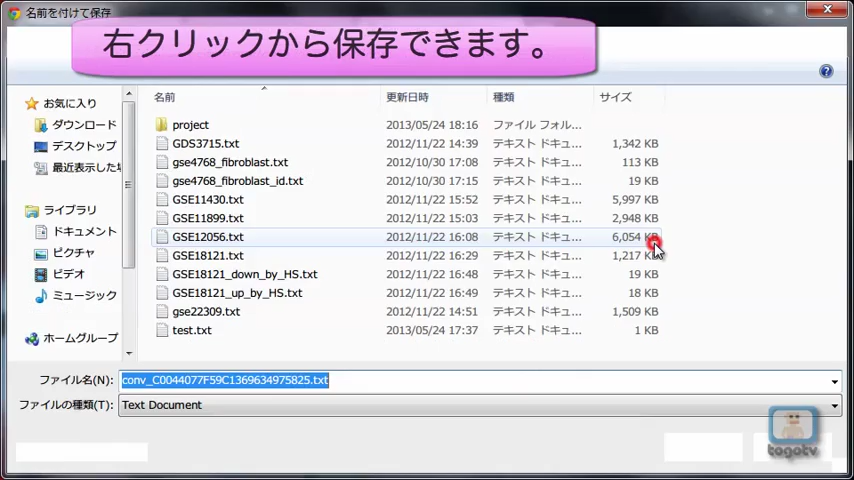 名前を付けて保存
右クリックから保存できます。
名前 更新日時 種類 サイズ
お気に入り
ダウンロード
デスクトップ
最近表示した場
ライブラリ
ドキュメント
ピクチャ
ビデオ
ミュージック
ホームグループ
project 2013/05/24 18:16 ファイル フォル...
GDS3715.txt 2012/11/22 14:39 テキスト ドキュ... 1,342 KB
gse4768_fibroblast.txt 2012/10/30 17:08 テキスト ドキュ... 113 KB
gse4768_fibroblast_id.txt 2012/10/30 17:15 テキスト ドキュ... 19 KB
GSE11430.txt 2012/11/22 15:52 テキスト ドキュ... 5,997 KB
GSE11899.txt 2012/11/22 15:03 テキスト ドキュ... 2,948 KB
GSE12056.txt 2012/11/22 16:08 テキスト ドキュ... 6,054 KB
GSE18121.txt 2012/11/22 16:29 テキスト ドキュ... 1,217 KB
GSE18121_down_by_HS.txt 2012/11/22 16:48 テキスト ドキュ... 19 KB
GSE18121_up_by_HS.txt 2012/11/22 16:49 テキスト ドキュ... 18 KB
gse22309.txt 2012/11/22 14:51 テキスト ドキュ... 1,509 KB
test.txt 2013/05/24 17:37 テキスト ドキュ... 1 KB
ファイル名(N): conv_C0044077F59C1369634975825.txt
ファイルの種類(T): Text Document
togotv